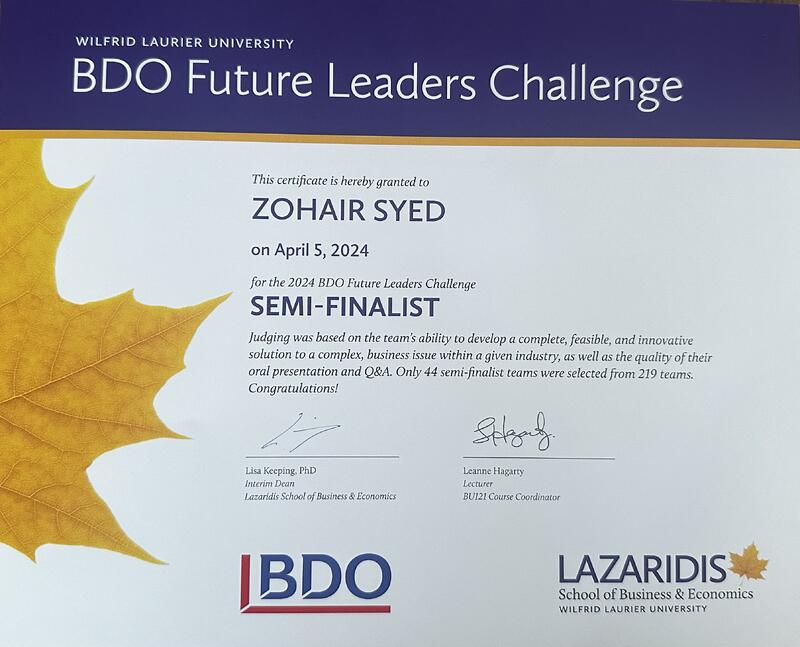 WILFRID LAURIER UNIVERSITY
BDO Future Leaders Challenge
This certificate is hereby granted to
ZOHAIR SYED
on April 5, 2024
for the 2024 BDO Future Leaders Challenge
SEMI-FINALIST
Judging was based on the team's ability to develop a complete, feasible, and innovative
solution to a complex, business issue within a given industry, as well as the quality of their
oral presentation and Q&A. Only 44 semi-finalist teams were selected from 219 teams.
Congratulations!
Lisa Keeping, PhD
Interim Dean
Lazaridis School of Business & Economics
Leanne Hagarty
Lecturer
BU121 Course Coordinator
BDO
LAZARIDIS
School of Business & Economics
WILFRID LAURIER UNIVERSITY